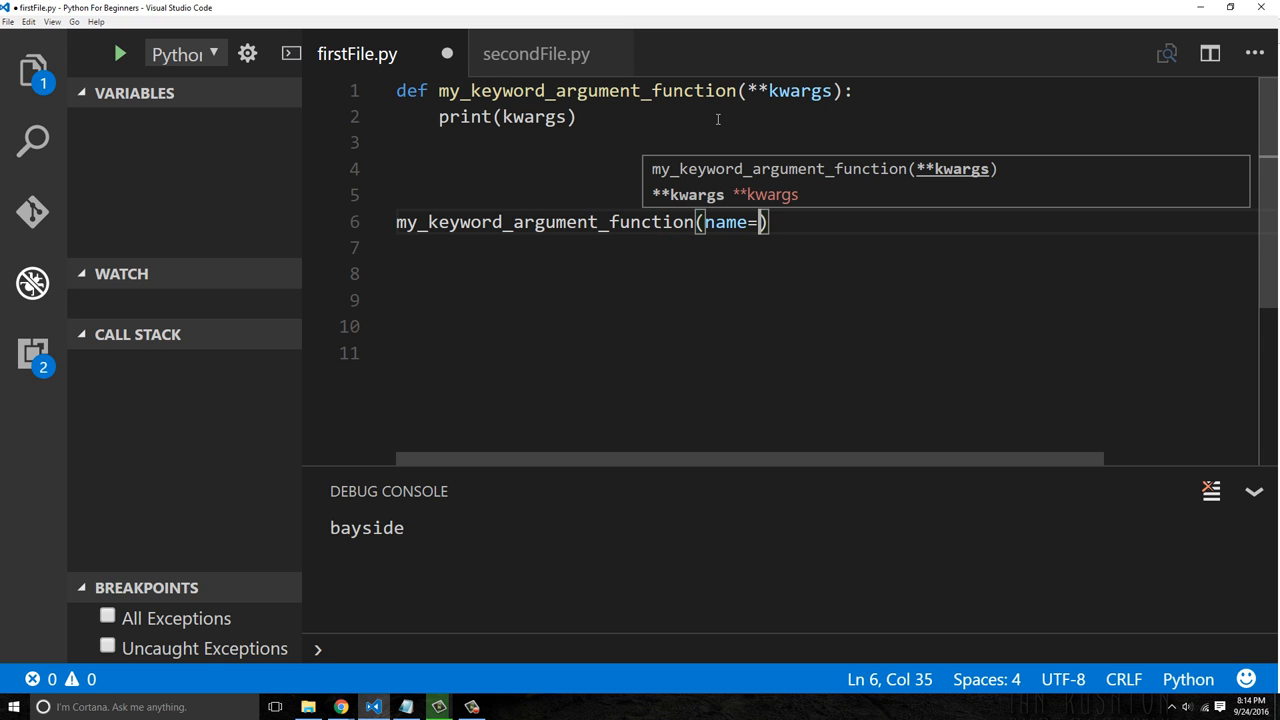 ● firstFile.py - Python For Beginners - Visual Studio Code
File Edit View Go Help
1
Pythor
firstFile.py
secondFile.py
VARIABLES
WATCH
CALL STACK
2
BREAKPOINTS
All Exceptions
Uncaught Exceptions
1 def my_keyword_argument_function(**kwargs):
2 print(kwargs)
3
4
my_keyword_argument_function(**kwargs)
5
**kwargs **kwargs
6 my_keyword_argument_function(name=)
7
8
9
10
11
DEBUG CONSOLE
bayside
0 0
Ln 6, Col 35 Spaces: 4 UTF-8 CRLF Python
I'm Cortana. Ask me anything.
8:14 PM
9/24/2016